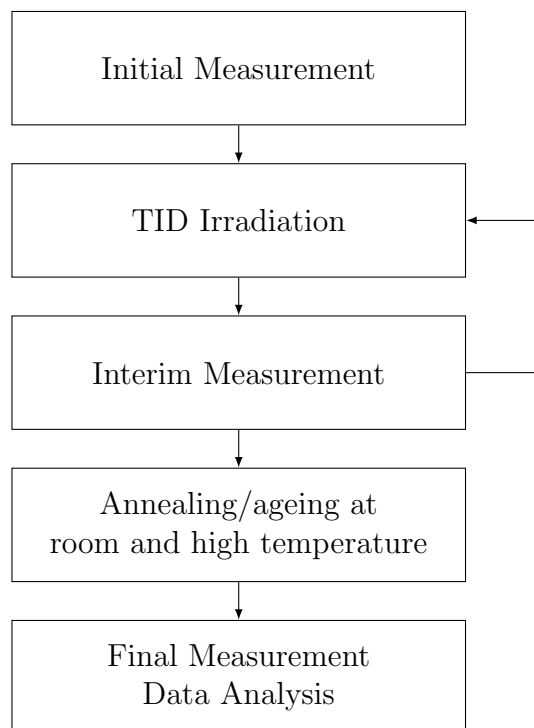 Initial Measurement
TID Irradiation
Interim Measurement
Annealing/ageing at
room and high temperature
Final Measurement
Data Analysis